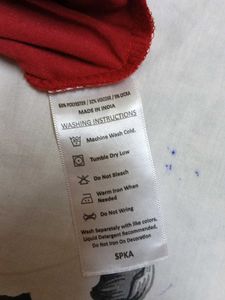 63% POLYESTER / 32% VISCOSE / 5% LYCRA
MADE IN INDIA
WASHING INSTRUCTIONS
Machine Wash Cold.
Tumble Dry Low
Do Not Bleach
Warm Iron When
Needed
Do Not Wring
Wash Separately with like colors.
Liquid Detergent Recommended.
Do Not Iron On Decoration
SPKA